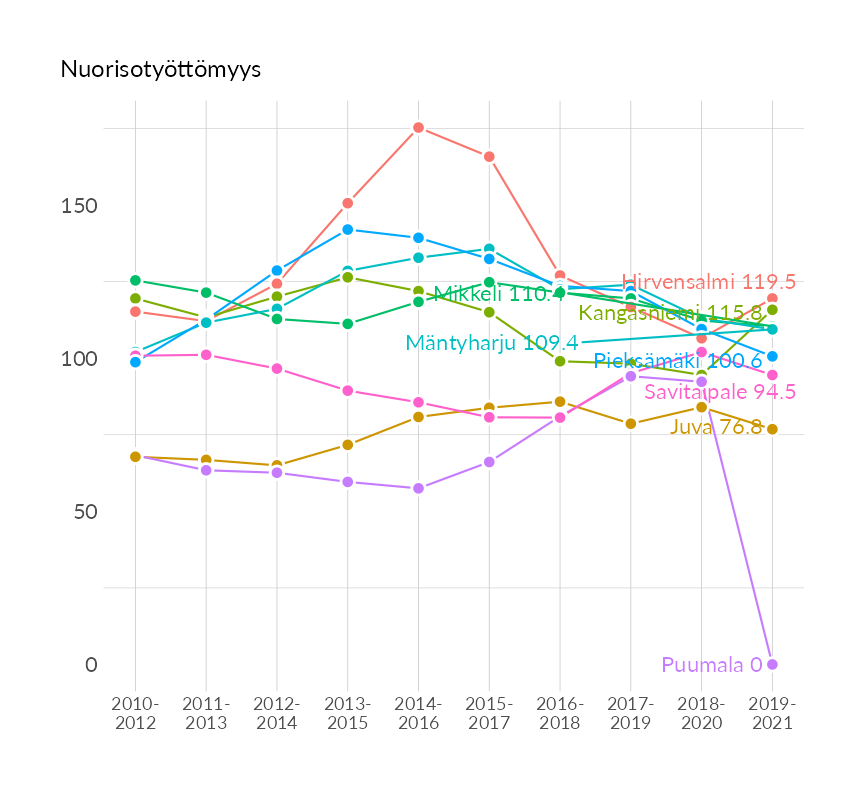 Nuorisotyöttömyys
150
100
50
0
Hirvensalmi 119.5
Mikkeli 110.4
Kangasniemi 115.8
Mäntyharju 109.4
Pieksämäki 100.6
Savitaipale 94.5
Juva 76.8
Puumala 0
2010-
2012
2011-
2013
2012-
2014
2013-
2015
2014-
2016
2015-
2017
2016-
2018
2017-
2019
2018-
2020
2019-
2021